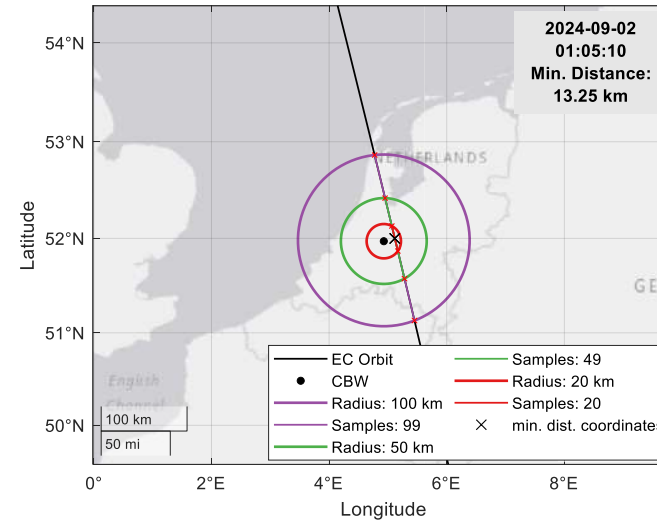 2024-09-02
01:05:10
Min. Distance:
13.25 km
54°N
53°N
52°N
51°N
50°N
Latitude
NETHERLANDS
GE
English
Channel
100 km
50 mi
EC Orbit
CBW
Radius: 100 km
Samples: 99
Radius: 50 km
Samples: 49
Radius: 20 km
Samples: 20
min. dist. coordinates
0°
2°E
4°E
6°E
8°E
Longitude